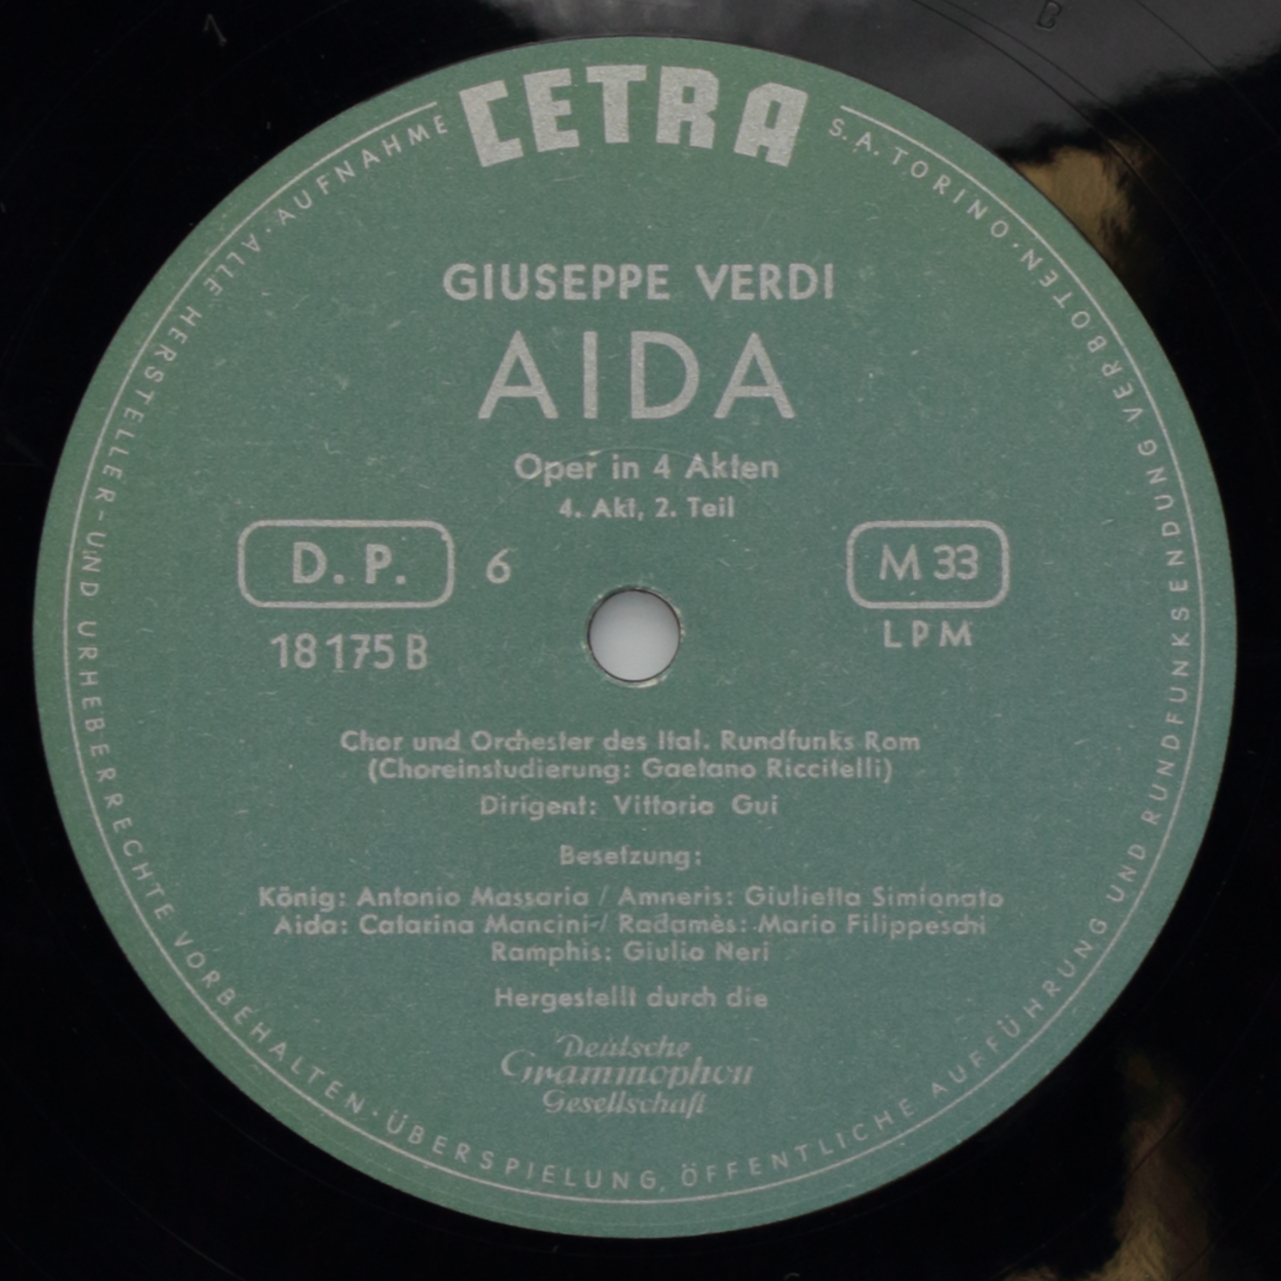 CETRA
AUFNAHME CETRA S.A. TORINO · ALLE HERSTELLER- UND URHEBERRECHTE VORBEHALTEN · ÜBERSPIELUNG, ÖFFENTLICHE AUFFÜHRUNG UND RUNDFUNKSENDUNG VERBOTEN
GIUSEPPE VERDI
AIDA
Oper in 4 Akten
4. Akt, 2. Teil
D. P. 6 M 33
18175 B LPM
Chor und Orchester des Ital. Rundfunks Rom
(Choreinstudierung: Gaetano Riccitelli)
Dirigent: Vittorio Gui
Besetzung:
König: Antonio Massaria / Amneris: Giulietta Simionato
Aida: Catarina Mancini / Radamès: Mario Filippeschi
Ramphis: Giulio Neri
Hergestellt durch die
Deutsche
Grammophon
Gesellschaft